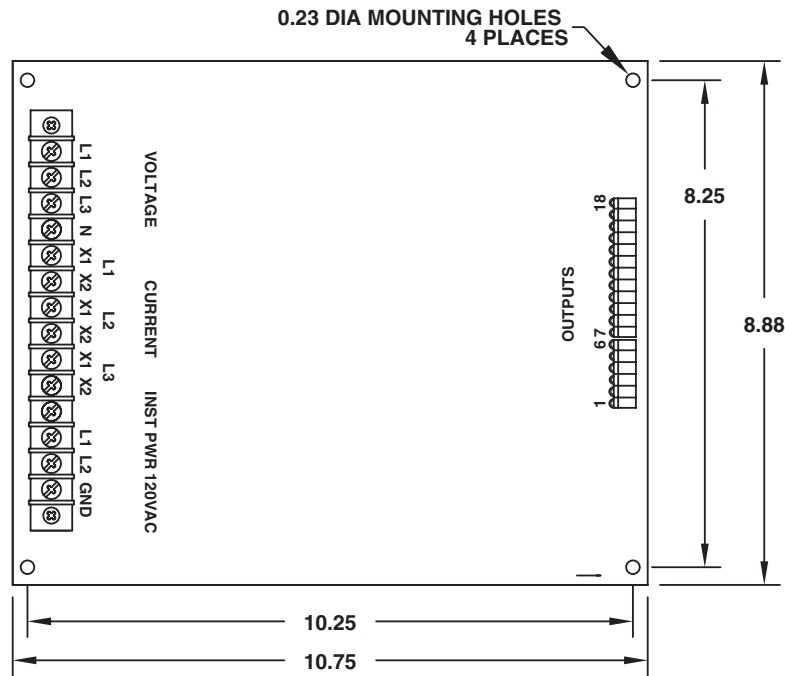 0.23 DIA MOUNTING HOLES
4 PLACES
L1
L2
L3
N
X1
X2
X1
X2
X1
X2
L1
L2
GND
L1
L2
L3
VOLTAGE
CURRENT
INST PWR 120VAC
OUTPUTS
18
7
6
1
8.25
8.88
10.25
10.75